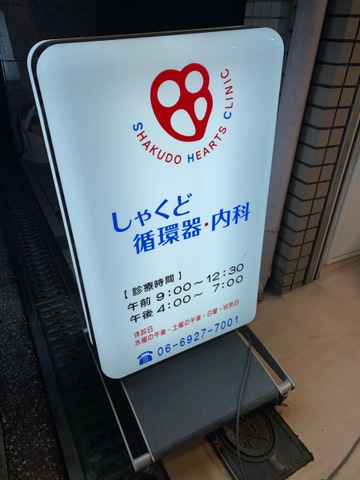 SHAKUDO HEARTS CLINIC
しゃくど
循環器・内科
[ 診療時間 ]
午前 9:00〜12:30
午後 4:00〜 7:00
休診日
水曜の午後・土曜の午後・日曜・祝祭日
06-6927-7001